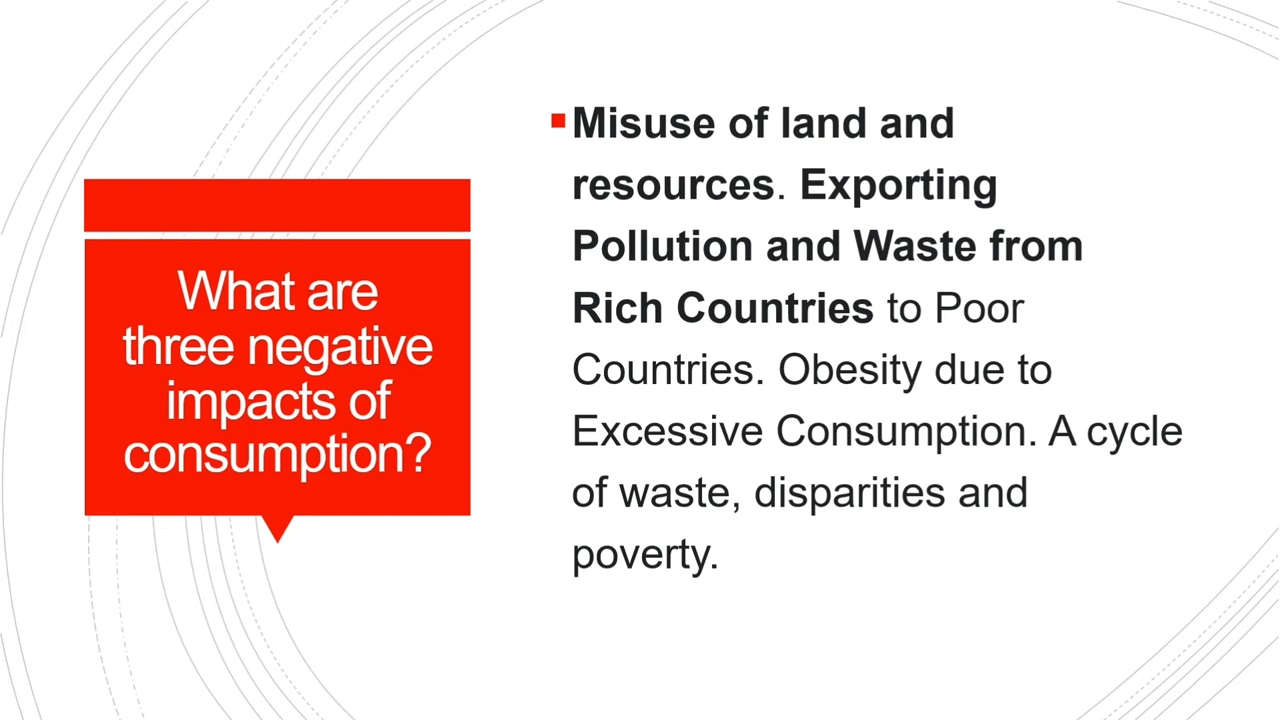 What are
three negative
impacts of
consumption?
Misuse of land and
resources. Exporting
Pollution and Waste from
Rich Countries to Poor
Countries. Obesity due to
Excessive Consumption. A cycle
of waste, disparities and
poverty.